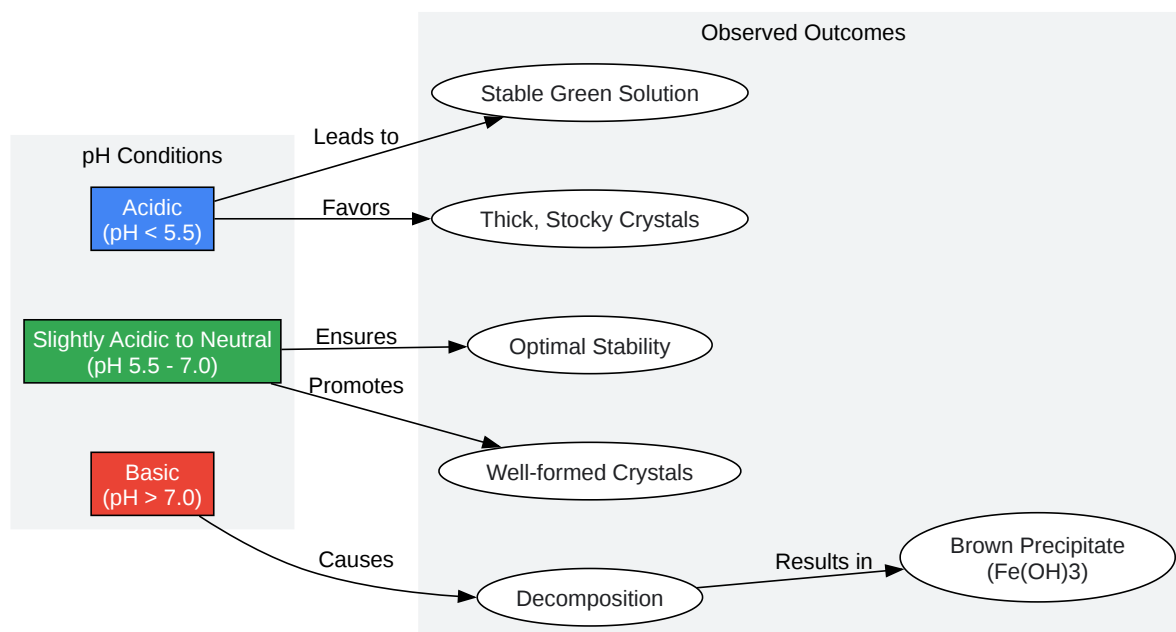 Observed Outcomes
Stable Green Solution
Leads to
pH Conditions
Acidic
(pH < 5.5)
Favors
Thick, Stocky Crystals
Slightly Acidic to Neutral
(pH 5.5 - 7.0)
Ensures
Optimal Stability
Promotes
Well-formed Crystals
Basic
(pH > 7.0)
Causes
Decomposition
Results in
Brown Precipitate
(Fe(OH)3)